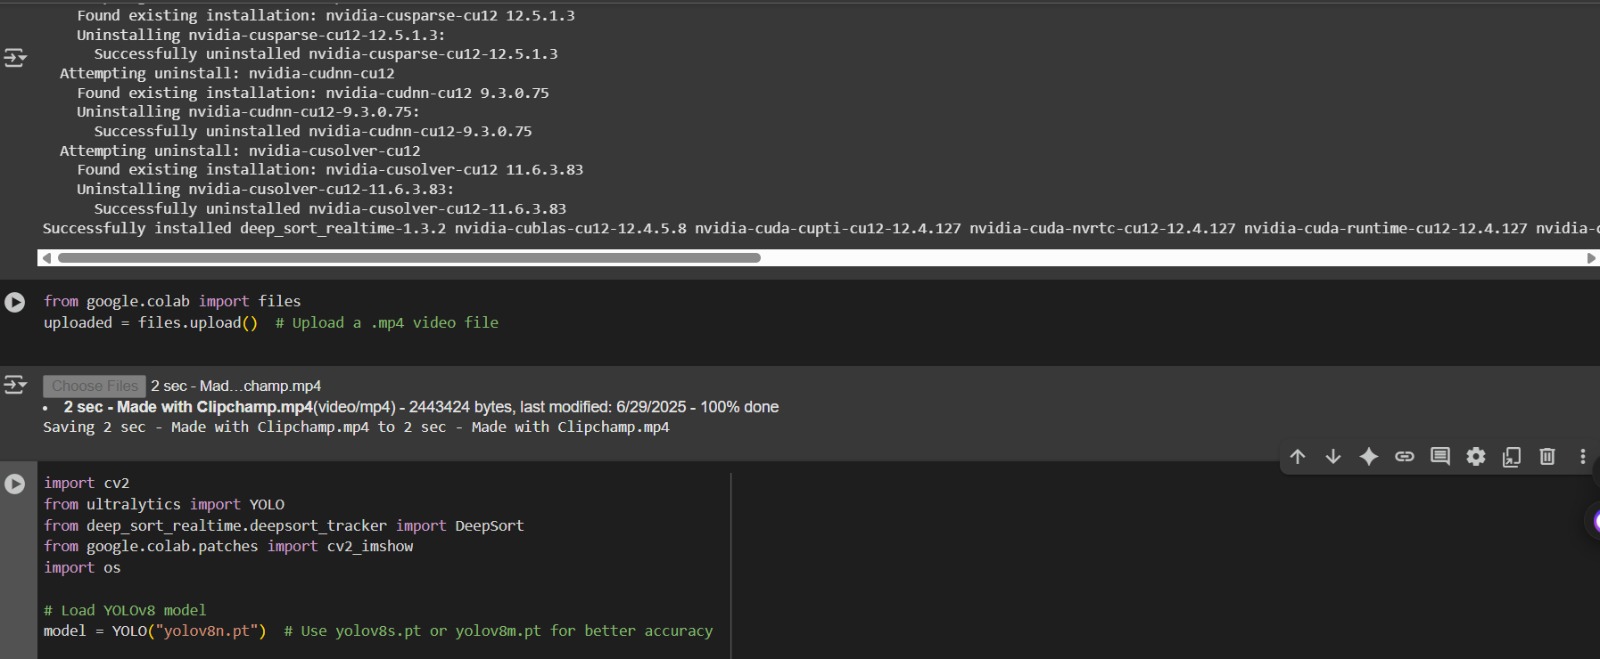 Found existing installation: nvidia-cusparse-cu12 12.5.1.3
Uninstalling nvidia-cusparse-cu12-12.5.1.3:
Successfully uninstalled nvidia-cusparse-cu12-12.5.1.3
Attempting uninstall: nvidia-cudnn-cu12
Found existing installation: nvidia-cudnn-cu12 9.3.0.75
Uninstalling nvidia-cudnn-cu12-9.3.0.75:
Successfully uninstalled nvidia-cudnn-cu12-9.3.0.75
Attempting uninstall: nvidia-cusolver-cu12
Found existing installation: nvidia-cusolver-cu12 11.6.3.83
Uninstalling nvidia-cusolver-cu12-11.6.3.83:
Successfully uninstalled nvidia-cusolver-cu12-11.6.3.83
Successfully installed deep_sort_realtime-1.3.2 nvidia-cublas-cu12-12.4.5.8 nvidia-cuda-cupti-cu12-12.4.127 nvidia-cuda-nvrtc-cu12-12.4.127 nvidia-cuda-runtime-cu12-12.4.127 nvidia-c
from google.colab import files
uploaded = files.upload()  # Upload a .mp4 video file
Choose Files 2 sec - Mad...champ.mp4
• 2 sec - Made with Clipchamp.mp4(video/mp4) - 2443424 bytes, last modified: 6/29/2025 - 100% done
Saving 2 sec - Made with Clipchamp.mp4 to 2 sec - Made with Clipchamp.mp4
import cv2
from ultralytics import YOLO
from deep_sort_realtime.deepsort_tracker import DeepSort
from google.colab.patches import cv2_imshow
import os
# Load YOLOv8 model
model = YOLO("yolov8n.pt")  # Use yolov8s.pt or yolov8m.pt for better accuracy